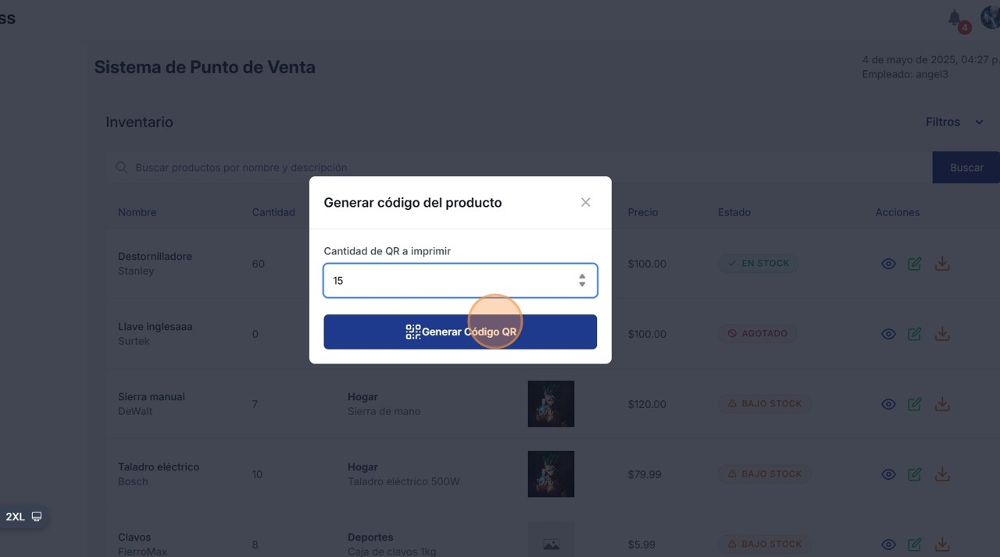 ss
4
Sistema de Punto de Venta
4 de mayo de 2025, 04:27 p.
Empleado: angel3
Inventario
Filtros
Buscar productos por nombre y descripción
Buscar
Generar código del producto
Cantidad de QR a imprimir
15
Generar Código QR
Nombre Cantidad Precio Estado Acciones
Destornilladore
Stanley
60 $100.00 EN STOCK
Llave inglesaaa
Surtek
0 $100.00 AGOTADO
Sierra manual
DeWalt
7
Hogar
Sierra de mano
$120.00 BAJO STOCK
Taladro eléctrico
Bosch
10
Hogar
Taladro eléctrico 500W
$79.99 BAJO STOCK
Clavos
FierroMax
8
Deportes
Caja de clavos 1kg
$5.99 BAJO STOCK
2XL